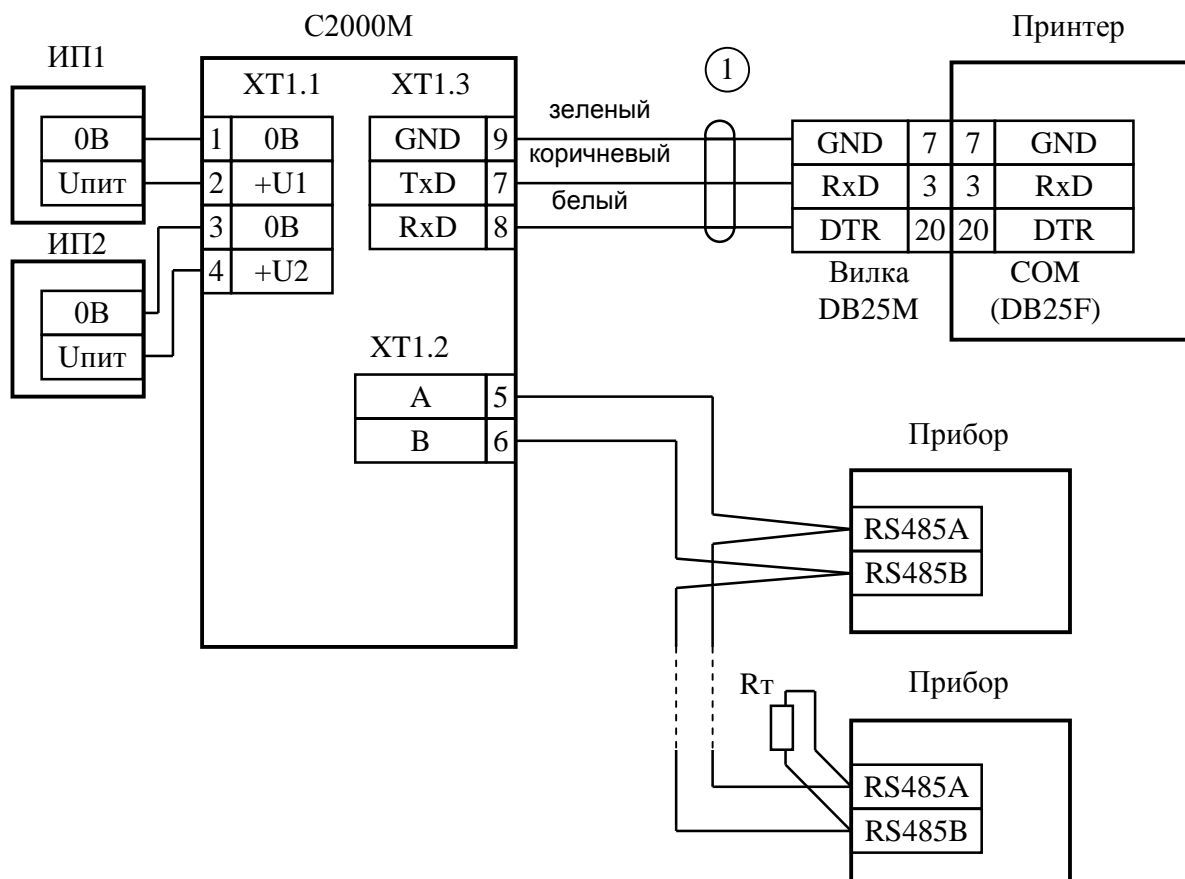 С2000М
Принтер
ИП1
1
XT1.1
XT1.3
зеленый
0В
1
0В
GND
9
GND
7
7
GND
коричневый
Uпит
2
+U1
TxD
7
RxD
3
3
RxD
белый
3
0В
RxD
8
DTR
20
20
DTR
ИП2
4
+U2
Вилка
DB25M
COM
(DB25F)
0В
Uпит
XT1.2
A
5
B
6
Прибор
RS485A
RS485B
Rт
Прибор
RS485A
RS485B